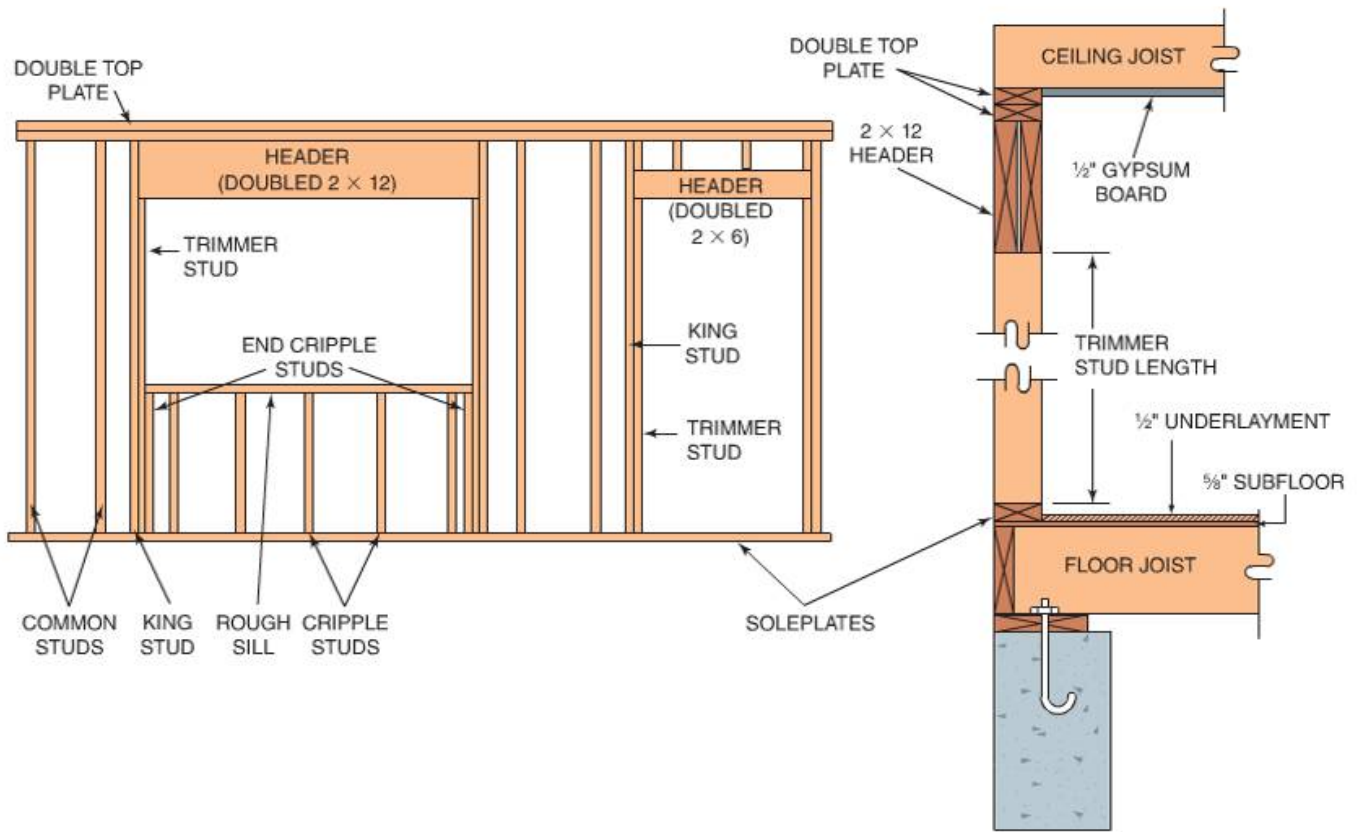 DOUBLE TOP
PLATE
HEADER
(DOUBLED 2 × 12)
HEADER
(DOUBLED
2 × 6)
TRIMMER
STUD
END CRIPPLE
STUDS
KING
STUD
TRIMMER
STUD
COMMON
STUDS
KING
STUD
ROUGH
SILL
CRIPPLE
STUDS
SOLEPLATES
DOUBLE TOP
PLATE
CEILING JOIST
2 × 12
HEADER
½" GYPSUM
BOARD
TRIMMER
STUD LENGTH
½" UNDERLAYMENT
⅝" SUBFLOOR
FLOOR JOIST